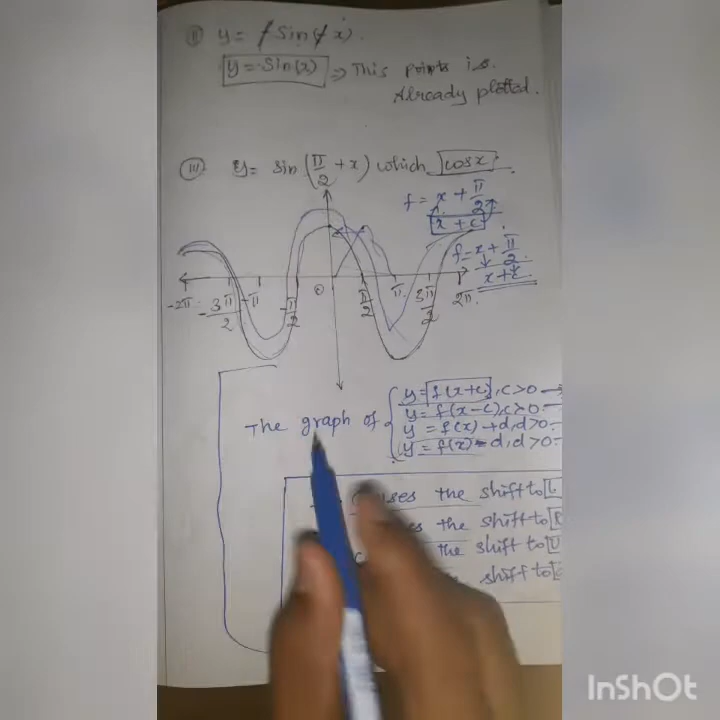 (ii) y = f sin(f x).
y = -sin(x) ⇒ This points is
Already plotted.
(iii) y = sin(π/2 + x) which cosx
f = x + π/2
x + c
f = x + π/2
x + c
-2π -3π/2 -π -π/2 0 π/2 π 3π/2 2π
The graph of
y = f(x+c), c>0
y = f(x-c), c>0
y = f(x) + d, d>0
y = f(x) - d, d>0
causes the shift to
the shift to
the shift to
shift to
InShOt